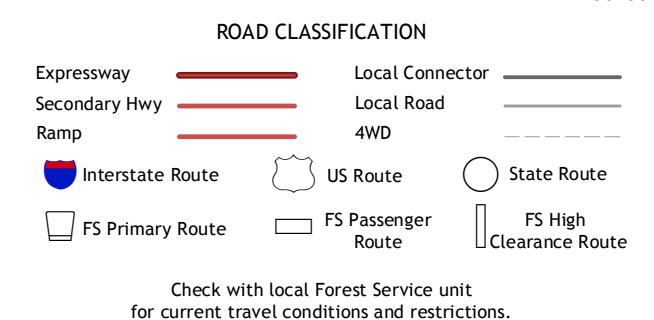 ROAD CLASSIFICATION
Expressway
Local Connector
Secondary Hwy
Local Road
Ramp
4WD
Interstate Route
US Route
State Route
FS Primary Route
FS Passenger
Route
FS High
Clearance Route
Check with local Forest Service unit
for current travel conditions and restrictions.